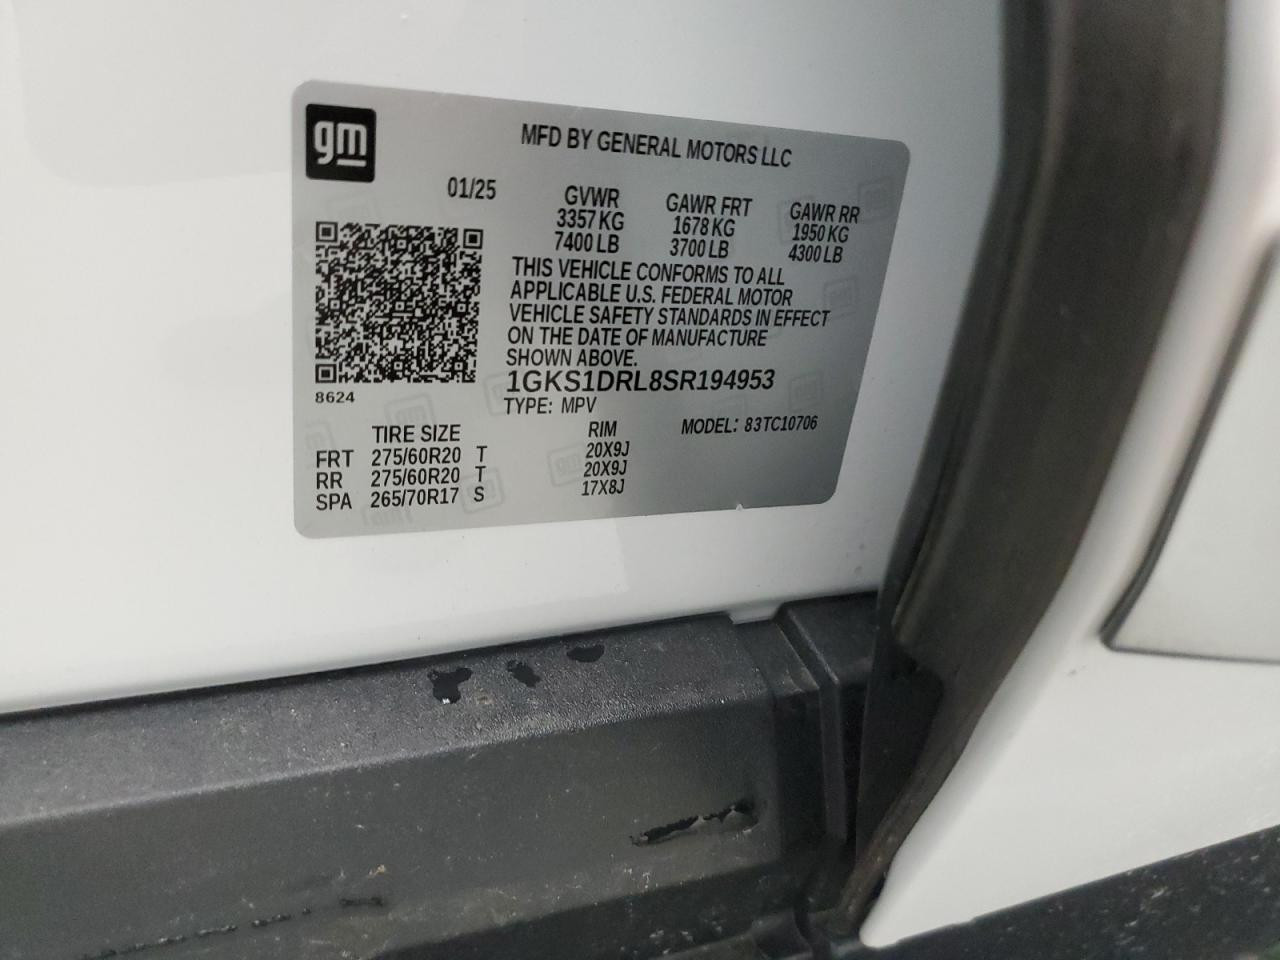 gm
MFD BY GENERAL MOTORS LLC
01/25
GVWR
3357 KG
7400 LB
GAWR FRT
1678 KG
3700 LB
GAWR RR
1950 KG
4300 LB
THIS VEHICLE CONFORMS TO ALL
APPLICABLE U.S. FEDERAL MOTOR
VEHICLE SAFETY STANDARDS IN EFFECT
ON THE DATE OF MANUFACTURE
SHOWN ABOVE.
1GKS1DRL8SR194953
TYPE: MPV
MODEL: 83TC10706
8624
TIRE SIZE RIM
FRT 275/60R20 T 20X9J
RR 275/60R20 T 20X9J
SPA 265/70R17 S 17X8J